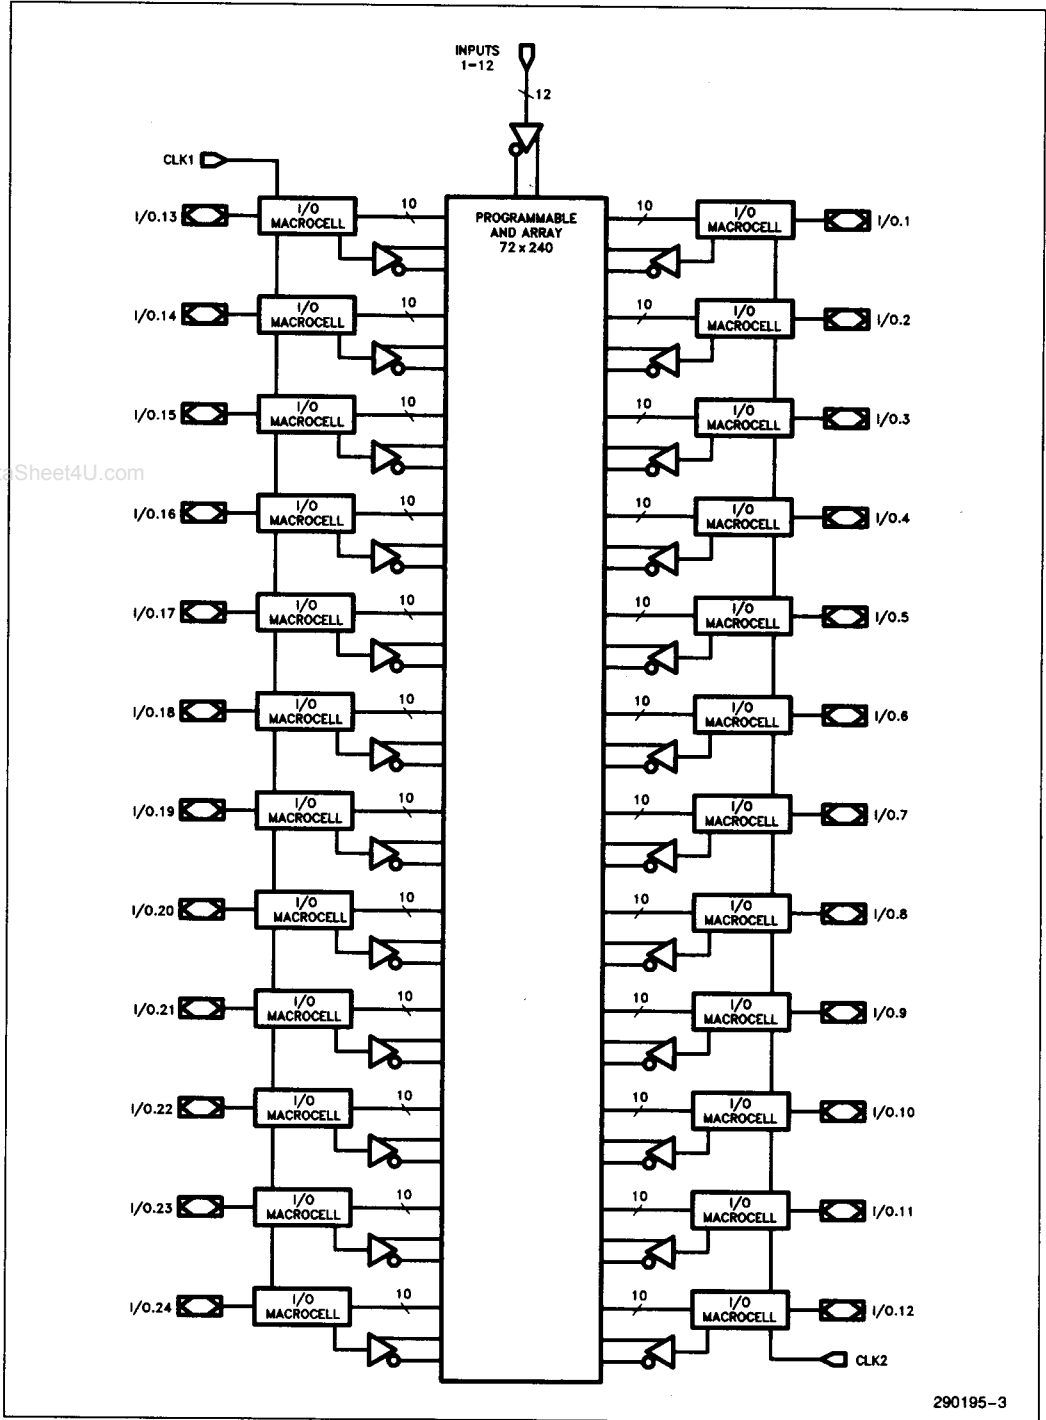 INPUTS
1-12
12
CLK1
I/O.13
I/O
MACROCELL
10
PROGRAMMABLE
AND ARRAY
72 x 240
10
I/O
MACROCELL
I/O.1
I/O.14
I/O
MACROCELL
10
10
I/O
MACROCELL
I/O.2
I/O.15
I/O
MACROCELL
10
10
I/O
MACROCELL
I/O.3
aSheet4U.com
I/O.16
I/O
MACROCELL
10
10
I/O
MACROCELL
I/O.4
I/O.17
I/O
MACROCELL
10
10
I/O
MACROCELL
I/O.5
I/O.18
I/O
MACROCELL
10
10
I/O
MACROCELL
I/O.6
I/O.19
I/O
MACROCELL
10
10
I/O
MACROCELL
I/O.7
I/O.20
I/O
MACROCELL
10
10
I/O
MACROCELL
I/O.8
I/O.21
I/O
MACROCELL
10
10
I/O
MACROCELL
I/O.9
I/O.22
I/O
MACROCELL
10
10
I/O
MACROCELL
I/O.10
I/O.23
I/O
MACROCELL
10
10
I/O
MACROCELL
I/O.11
I/O.24
I/O
MACROCELL
10
10
I/O
MACROCELL
I/O.12
CLK2
290195-3